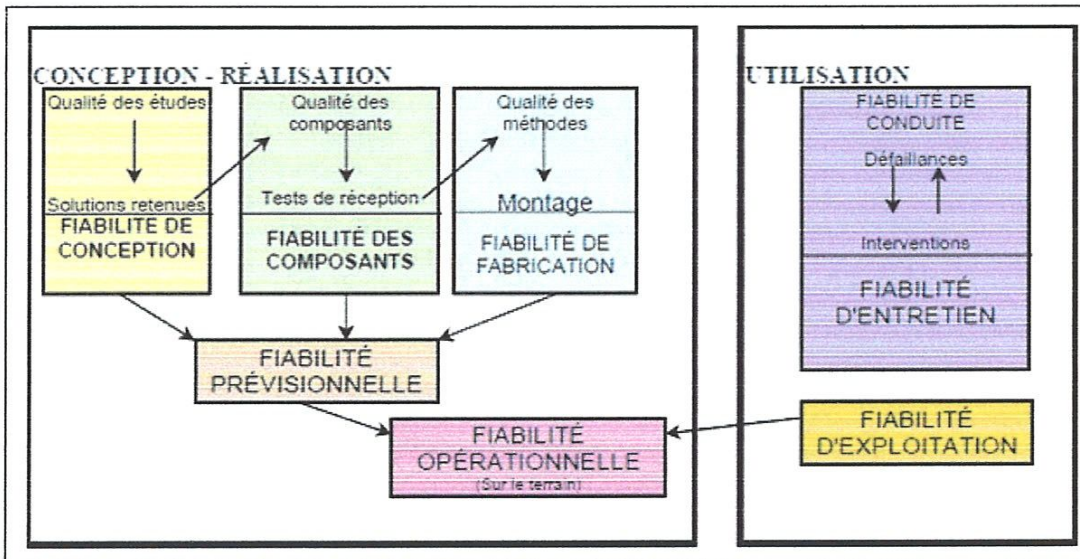 CONCEPTION - RÉALISATION
Qualité des études
Solutions retenues
FIABILITE DE
CONCEPTION
Qualité des
composants
Tests de réception
FIABILITÉ DES
COMPOSANTS
Qualité des
méthodes
Montage
FIABILITÉ DE
FABRICATION
FIABILITÉ
PRÉVISIONNELLE
FIABILITÉ
OPÉRATIONNELLE
(Sur le terrain)
UTILISATION
FIABILITÉ DE
CONDUITE
Défaillances
Interventions
FIABILITÉ
D'ENTRETIEN
FIABILITÉ
D'EXPLOITATION